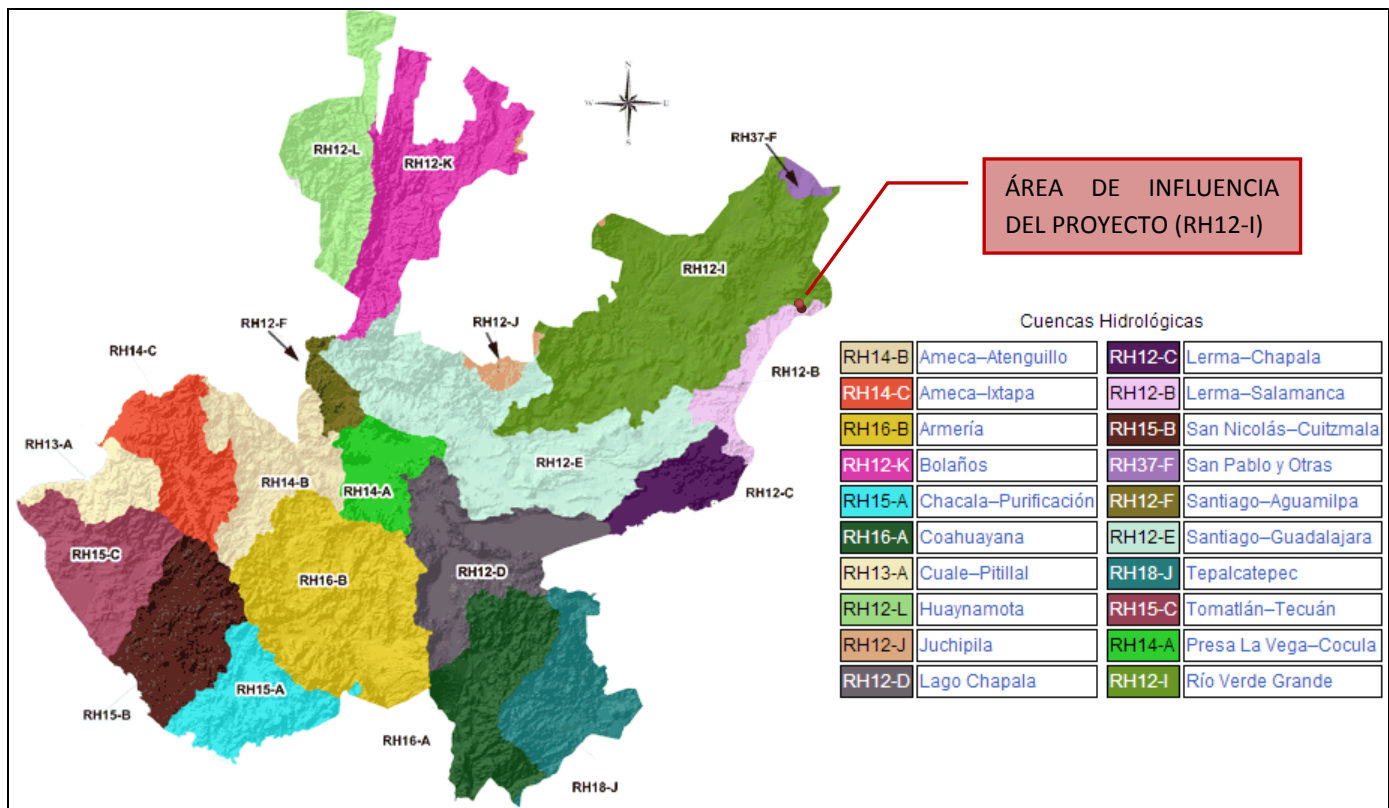 N
W
E
S
RH37-F
RH12-L
RH12-K
ÁREA DE INFLUENCIA
DEL PROYECTO (RH12-I)
RH12-I
RH12-F
RH12-J
RH14-C
RH12-B
RH13-A
RH12-E
RH14-B
RH14-A
RH12-C
RH15-C
RH16-B
RH12-D
RH15-A
RH15-B
RH16-A
RH18-J
Cuencas Hidrológicas
RH14-B Ameca–Atenguillo
RH14-C Ameca–Ixtapa
RH16-B Armería
RH12-K Bolaños
RH15-A Chacala–Purificación
RH16-A Coahuayana
RH13-A Cuale–Pitillal
RH12-L Huaynamota
RH12-J Juchipila
RH12-D Lago Chapala
RH12-C Lerma–Chapala
RH12-B Lerma–Salamanca
RH15-B San Nicolás–Cuitzmala
RH37-F San Pablo y Otras
RH12-F Santiago–Aguamilpa
RH12-E Santiago–Guadalajara
RH18-J Tepalcatepec
RH15-C Tomatlán–Tecuán
RH14-A Presa La Vega–Cocula
RH12-I Río Verde Grande